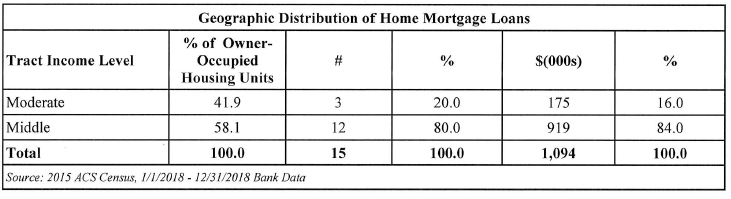 Geographic Distribution of Home Mortgage Loans
Tract Income Level % of Owner-Occupied Housing Units # % $(000s) %
Moderate 41.9 3 20.0 175 16.0
Middle 58.1 12 80.0 919 84.0
Total 100.0 15 100.0 1,094 100.0
Source: 2015 ACS Census, 1/1/2018 - 12/31/2018 Bank Data